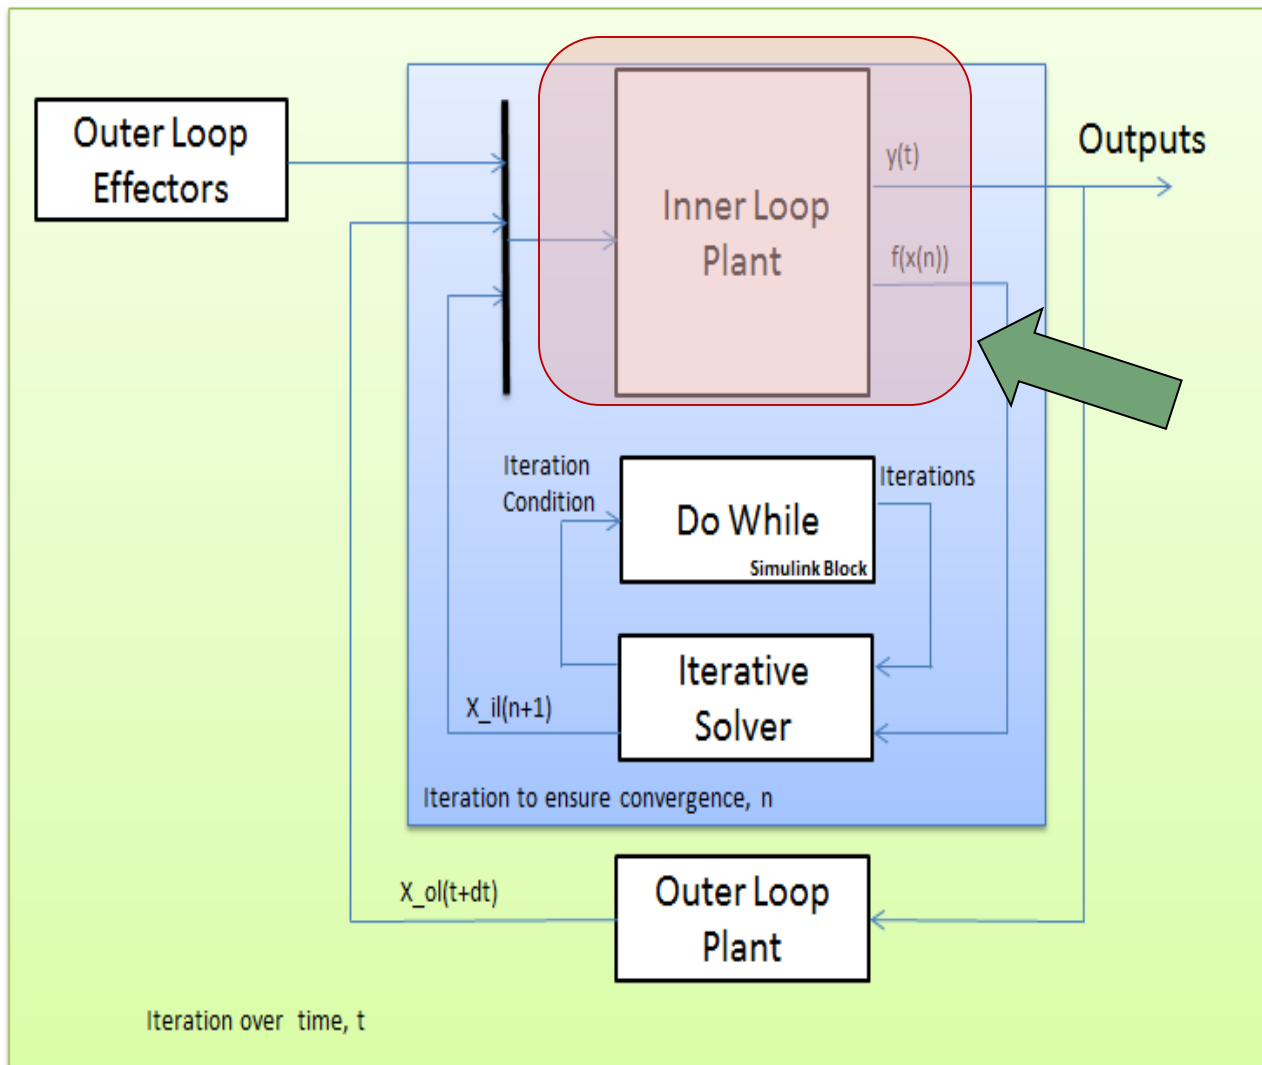 Outer Loop
Effectors
Inner Loop
Plant
y(t)
f(x(n))
Outputs
Iteration
Condition
Do While
Simulink Block
Iterations
Iterative
Solver
X_il(n+1)
Iteration to ensure convergence, n
X_ol(t+dt)
Outer Loop
Plant
Iteration over time, t